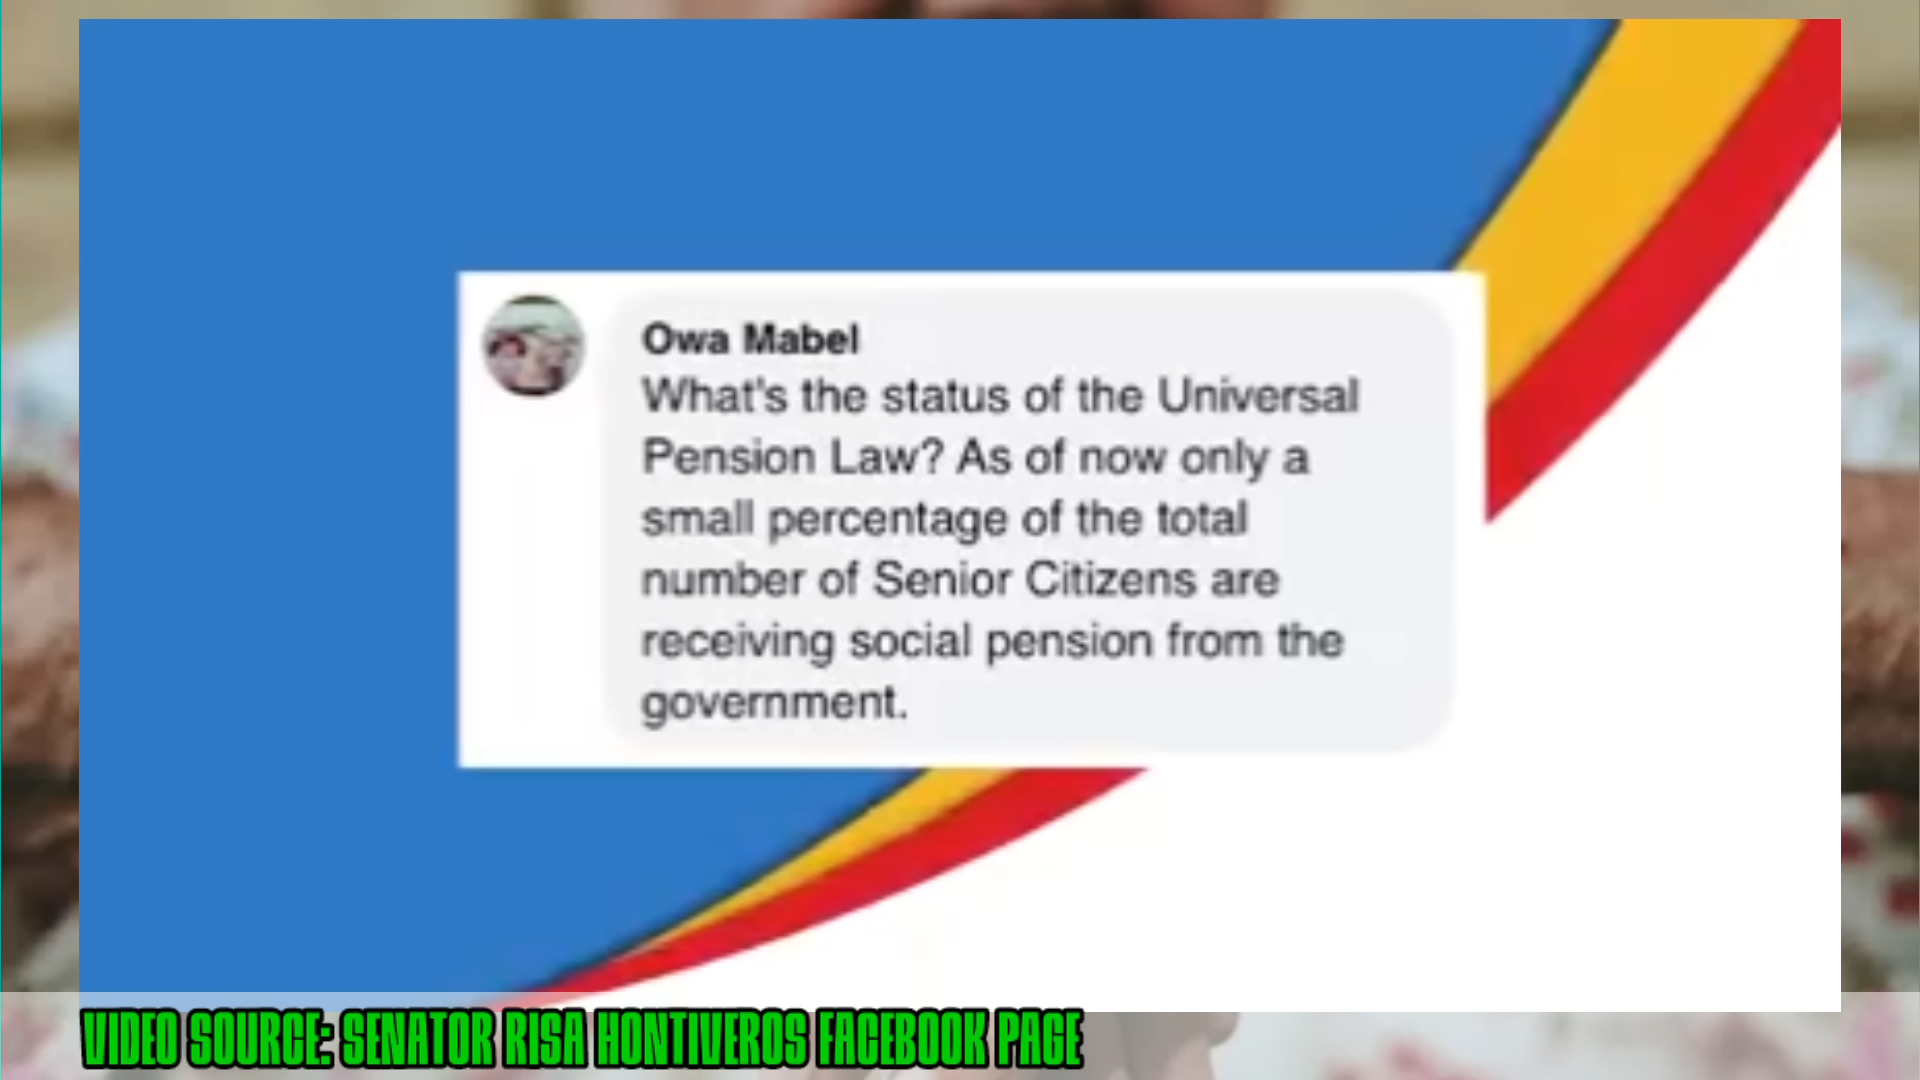 Owa Mabel
What's the status of the Universal
Pension Law? As of now only a
small percentage of the total
number of Senior Citizens are
receiving social pension from the
government.
VIDEO SOURCE: SENATOR RISA HONTIVEROS FACEBOOK PAGE